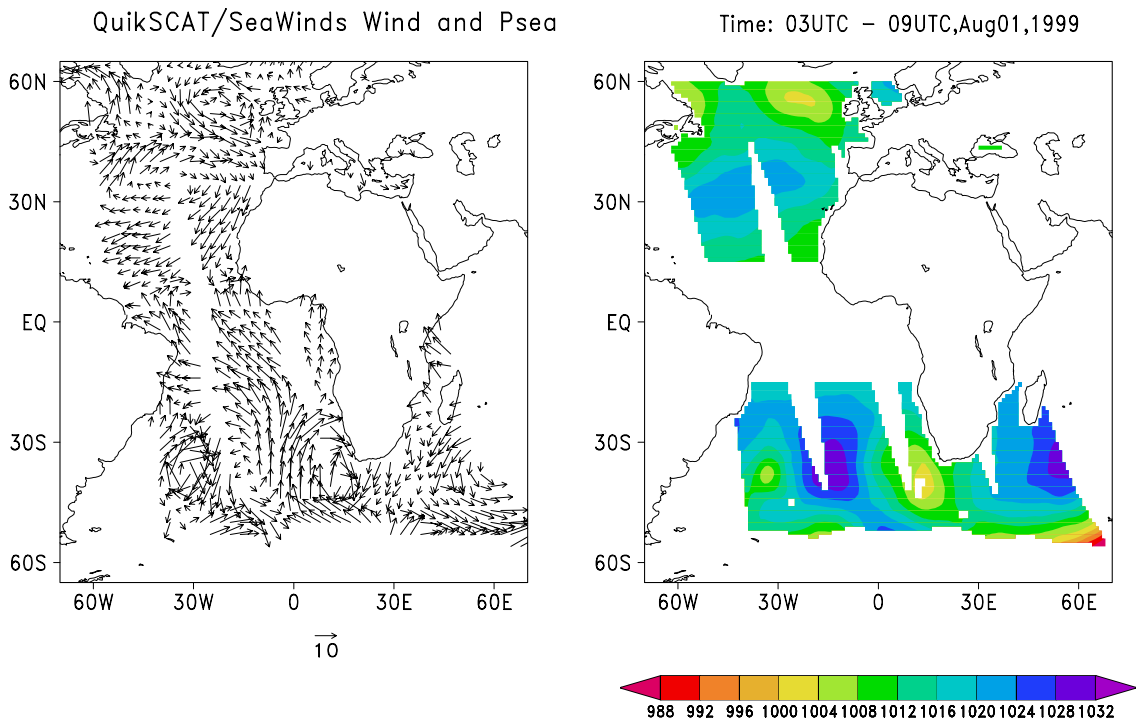 QuikSCAT/SeaWinds Wind and Psea
Time: 03UTC - 09UTC,Aug01,1999
60N
30N
EQ
30S
60S
60W 30W 0 30E 60E
10
60N
30N
EQ
30S
60S
60W 30W 0 30E 60E
988 992 996 1000 1004 1008 1012 1016 1020 1024 1028 1032